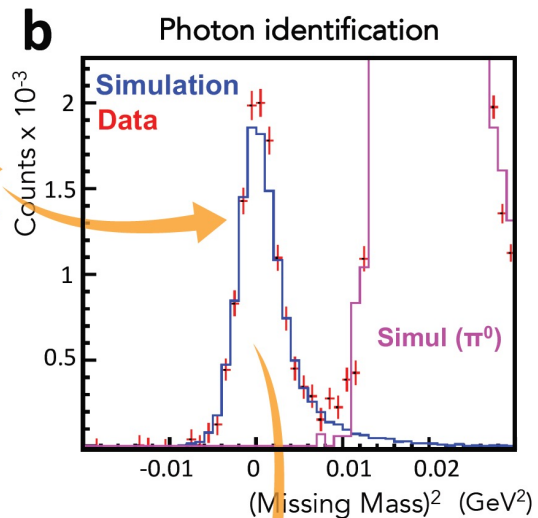 b
Photon identification
Counts x 10⁻³
Simulation
Data
Simul (π⁰)
2
1.5
1
0.5
-0.01 0 0.01 0.02
(Missing Mass)² (GeV²)